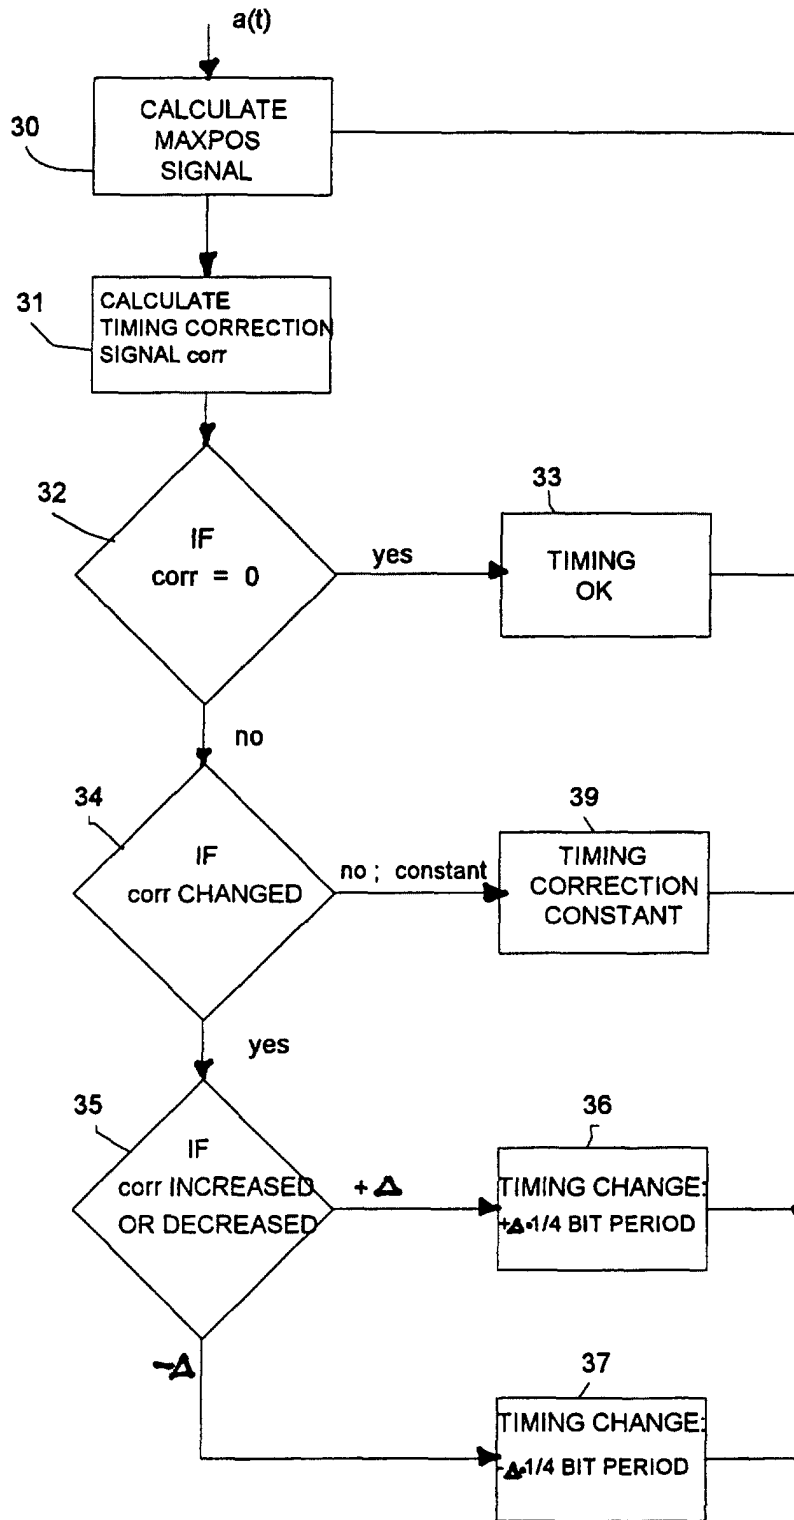 a(t)
30
CALCULATE
MAXPOS
SIGNAL
31
CALCULATE
TIMING CORRECTION
SIGNAL corr
32
IF
corr = 0
yes
33
TIMING
OK
no
34
IF
corr CHANGED
no ; constant
39
TIMING
CORRECTION
CONSTANT
yes
35
IF
corr INCREASED
OR DECREASED
+Δ
36
TIMING CHANGE:
+Δ·1/4 BIT PERIOD
-Δ
37
TIMING CHANGE:
-Δ·1/4 BIT PERIOD